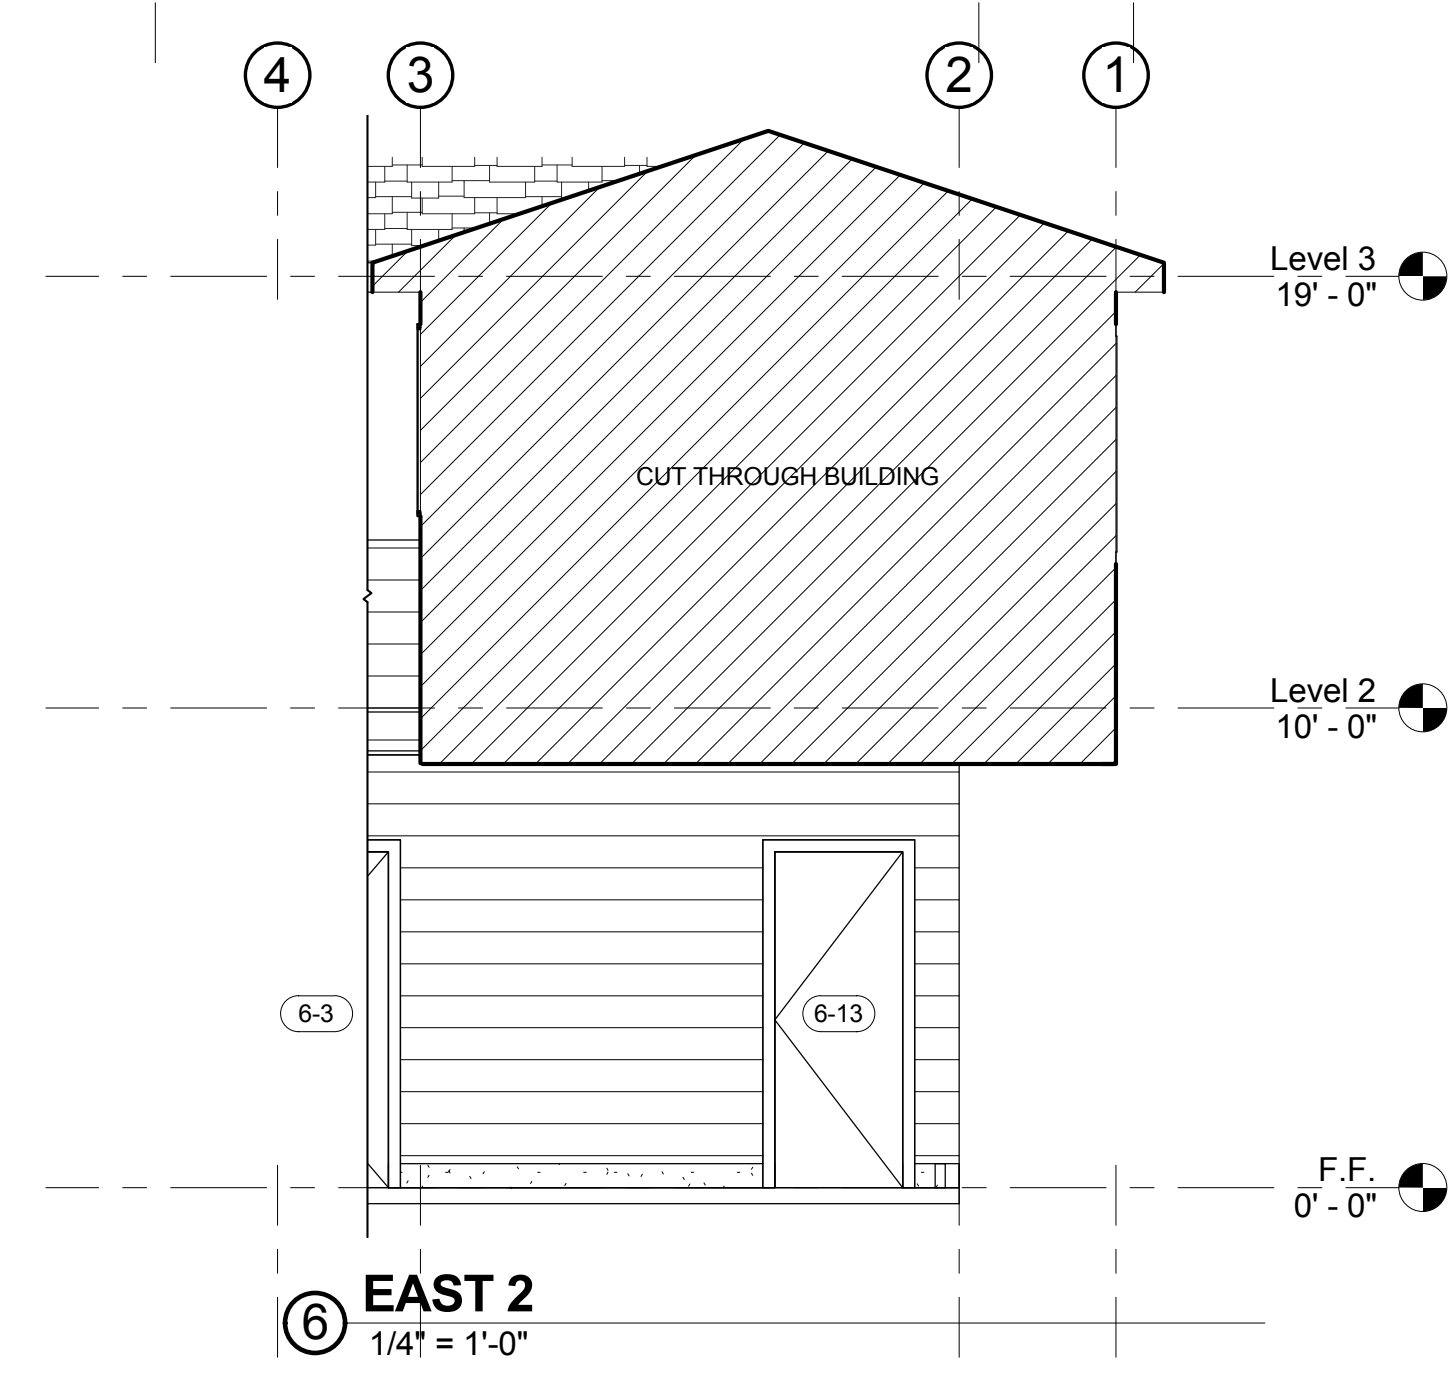 4 3 2 1
Level 3
19' - 0"
CUT THROUGH BUILDING
Level 2
10' - 0"
6-3
6-13
F.F.
0' - 0"
6
EAST 2
1/4" = 1'-0"